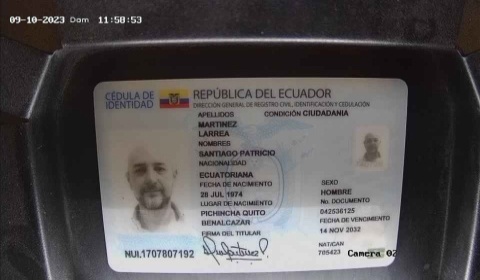 09-10-2023 Dam 11:58:53
CÉDULA DE IDENTIDAD
REPÚBLICA DEL ECUADOR
DIRECCIÓN GENERAL DE REGISTRO CIVIL, IDENTIFICACIÓN Y CEDULACIÓN
APELLIDOS
CONDICIÓN CIUDADANÍA
MARTINEZ
LARREA
NOMBRES
SANTIAGO PATRICIO
NACIONALIDAD
ECUATORIANA
FECHA DE NACIMIENTO
28 JUL 1974
LUGAR DE NACIMIENTO
PICHINCHA QUITO
BENALCAZAR
FIRMA DEL TITULAR
SEXO
HOMBRE
No. DOCUMENTO
042536125
FECHA DE VENCIMIENTO
14 NOV 2032
NAT/CAN
785423
NUI.1707807192
Camera 02